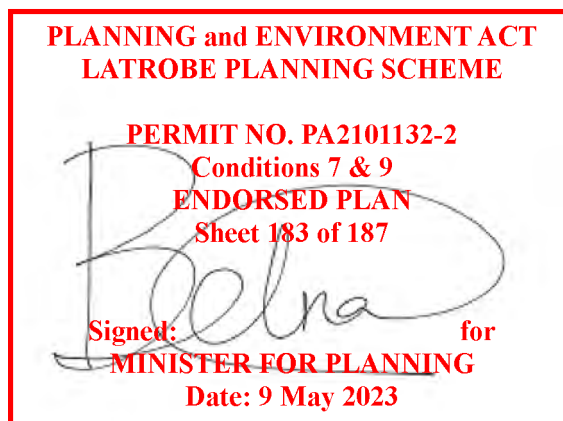 PLANNING and ENVIRONMENT ACT
LATROBE PLANNING SCHEME
PERMIT NO. PA2101132-2
Conditions 7 & 9
ENDORSED PLAN
Sheet 183 of 187
Signed: for
MINISTER FOR PLANNING
Date: 9 May 2023